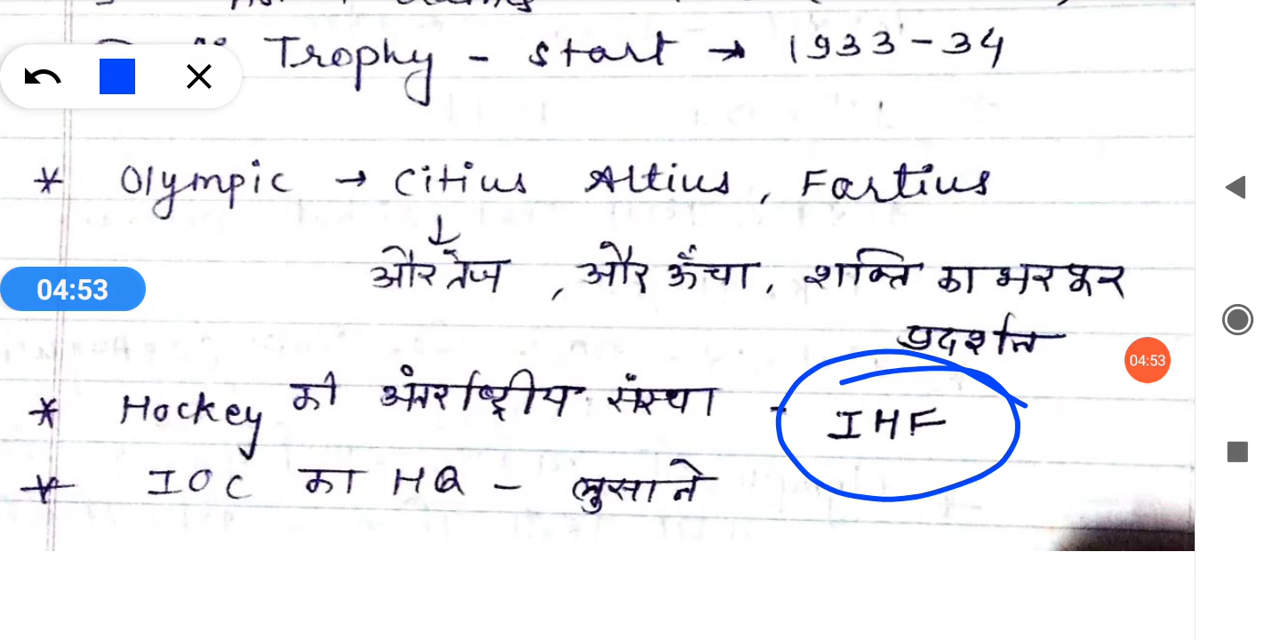 Trophy - start → 1933-34
* Olympic → Citius Altius, Fartius
↓
और तेज, और ऊँचा, शक्ति का भरपूर
प्रदर्शन
04:53
04:53
* Hockey की अंतर्राष्ट्रीय संस्था - IHF
* IOC का HQ - लुसाने